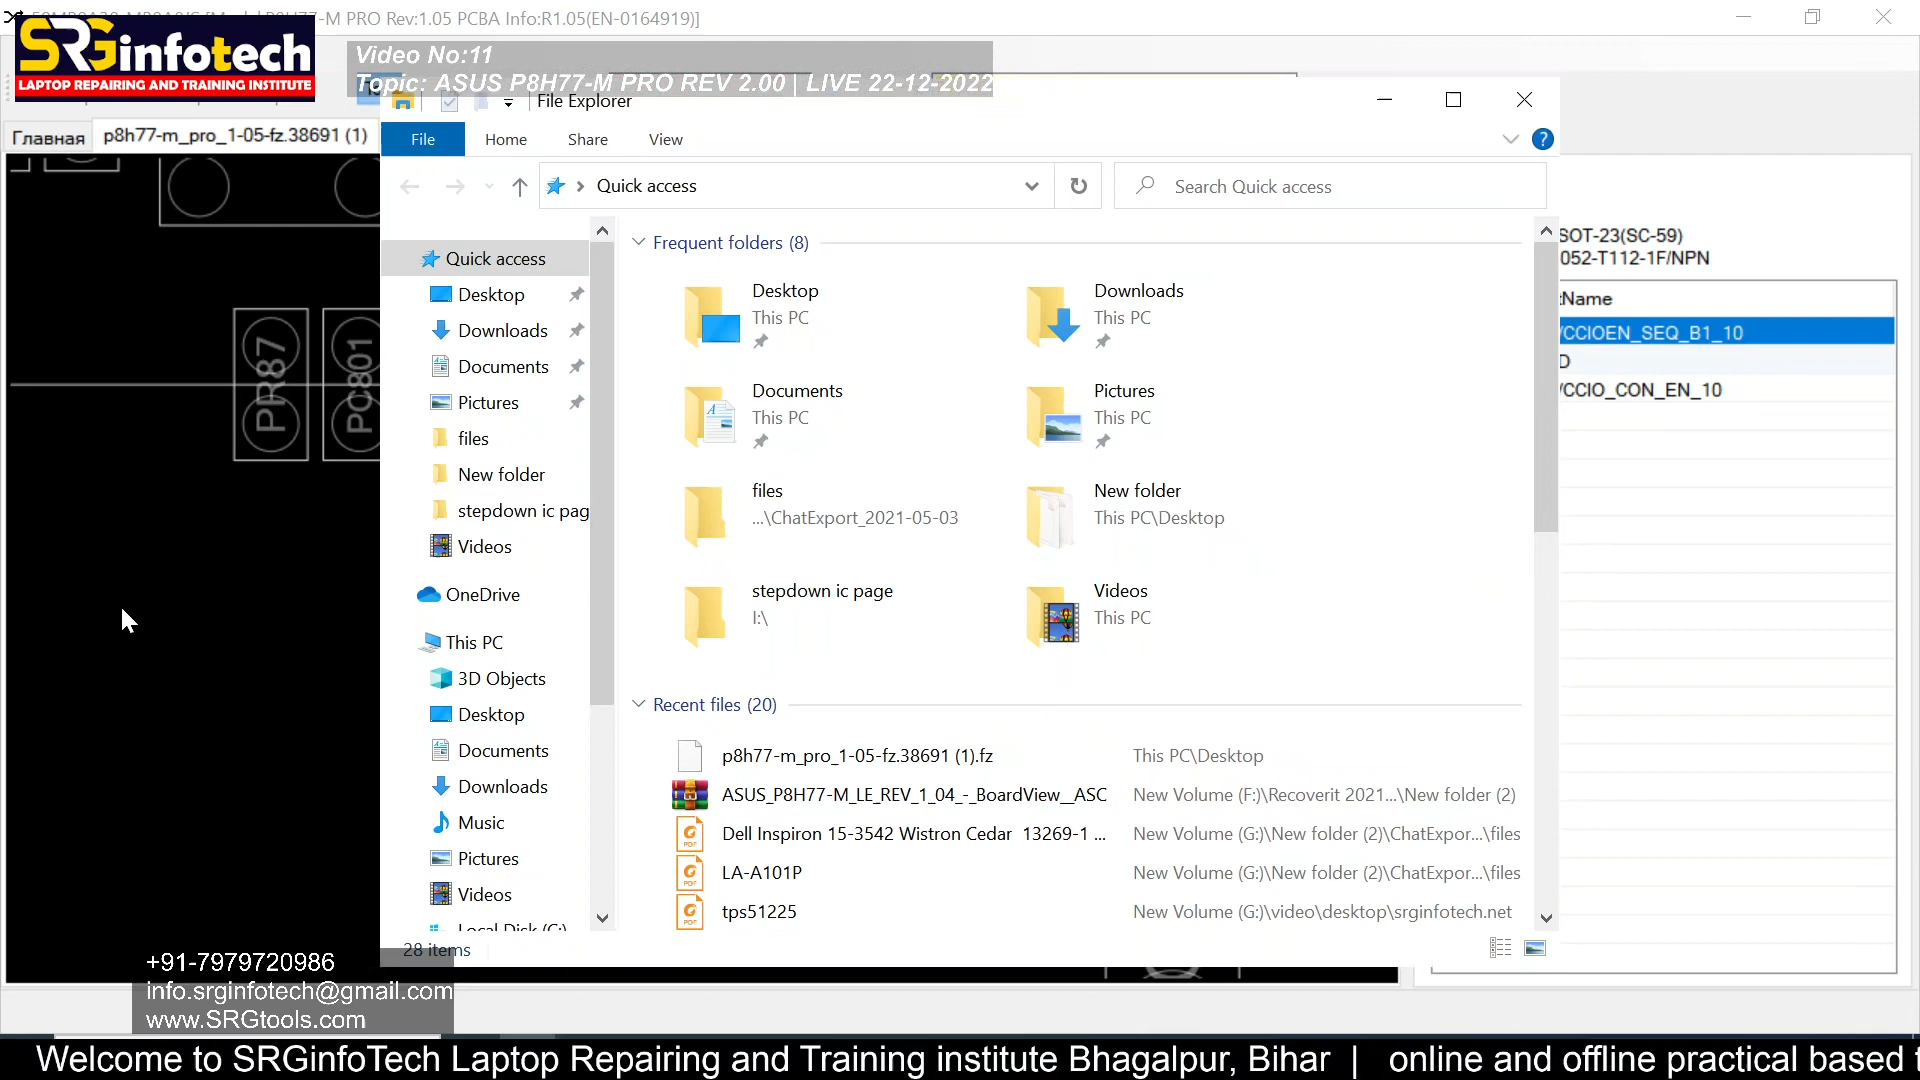 -M PRO Rev:1.05 PCBA Info:R1.05(EN-0164919)]
SRGinfotech
LAPTOP REPAIRING AND TRAINING INSTITUTE
Video No:11
Topic: ASUS P8H77-M PRO REV 2.00 | LIVE 22-12-2022
File Explorer
Главная
p8h77-m_pro_1-05-fz.38691 (1)
File
Home
Share
View
Quick access
Search Quick access
SOT-23(SC-59)
052-T112-1F/NPN
tName
VCCIOEN_SEQ_B1_10
D
VCCIO_CON_EN_10
PR87
PC801
Quick access
Desktop
Downloads
Documents
Pictures
files
New folder
stepdown ic pag
Videos
OneDrive
This PC
3D Objects
Desktop
Documents
Downloads
Music
Pictures
Videos
Local Disk (C:)
Frequent folders (8)
Desktop
This PC
Downloads
This PC
Documents
This PC
Pictures
This PC
files
...\ChatExport_2021-05-03
New folder
This PC\Desktop
stepdown ic page
I:\
Videos
This PC
Recent files (20)
p8h77-m_pro_1-05-fz.38691 (1).fz
This PC\Desktop
ASUS_P8H77-M_LE_REV_1_04_-_BoardView__ASC
New Volume (F:)\Recoverit 2021...\New folder (2)
Dell Inspiron 15-3542 Wistron Cedar 13269-1 ...
New Volume (G:)\New folder (2)\ChatExpor...\files
LA-A101P
New Volume (G:)\New folder (2)\ChatExpor...\files
tps51225
New Volume (G:)\video\desktop\srginfotech.net
28 items
+91-7979720986
info.srginfotech@gmail.com
www.SRGtools.com
Welcome to SRGinfoTech Laptop Repairing and Training institute Bhagalpur, Bihar | online and offline practical based t